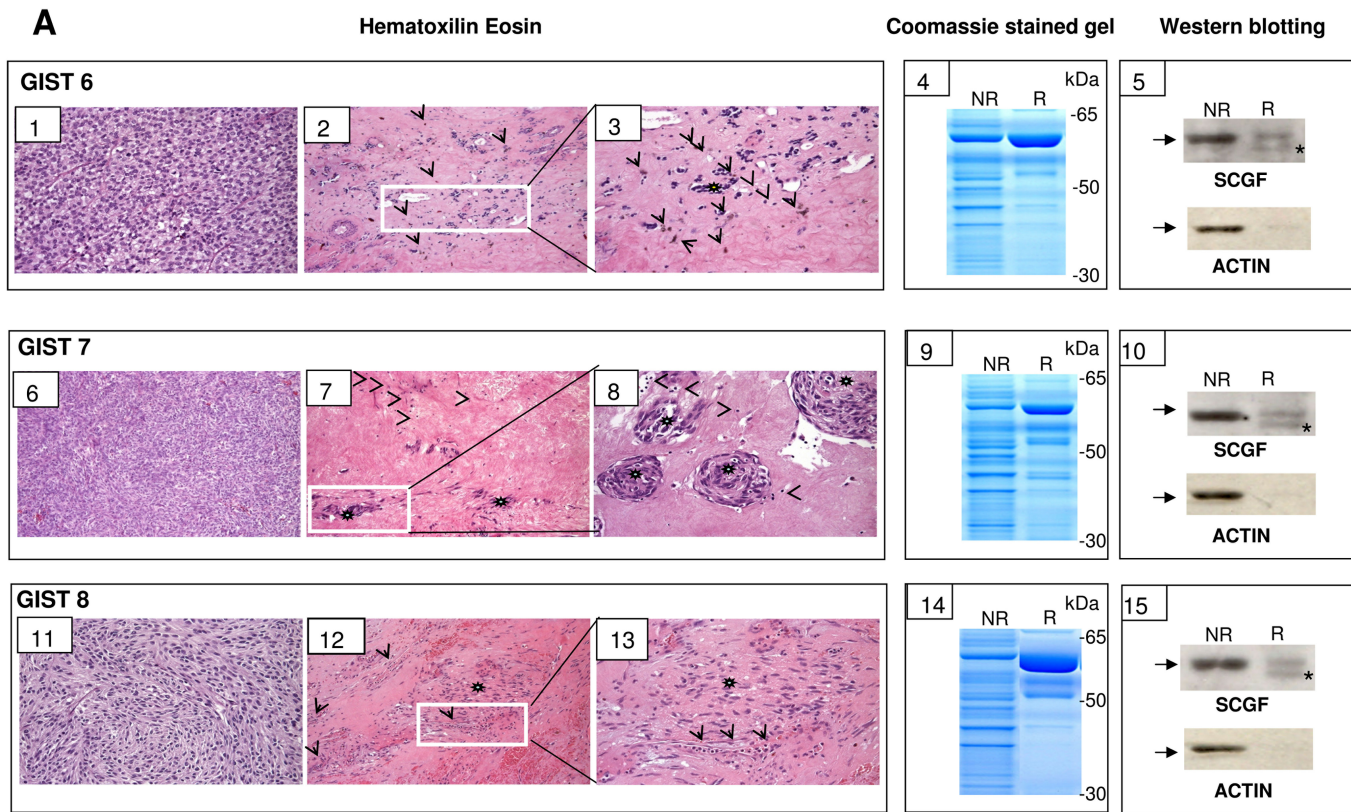 A
Hematoxilin Eosin
Coomassie stained gel
Western blotting
GIST 6
1
2
3
4
kDa
NR R
-65
-50
-30
5
NR R
*
SCGF
ACTIN
GIST 7
6
7
8
9
kDa
NR R
-65
-50
-30
10
NR R
*
SCGF
ACTIN
GIST 8
11
12
13
14
kDa
NR R
-65
-50
-30
15
NR R
*
SCGF
ACTIN